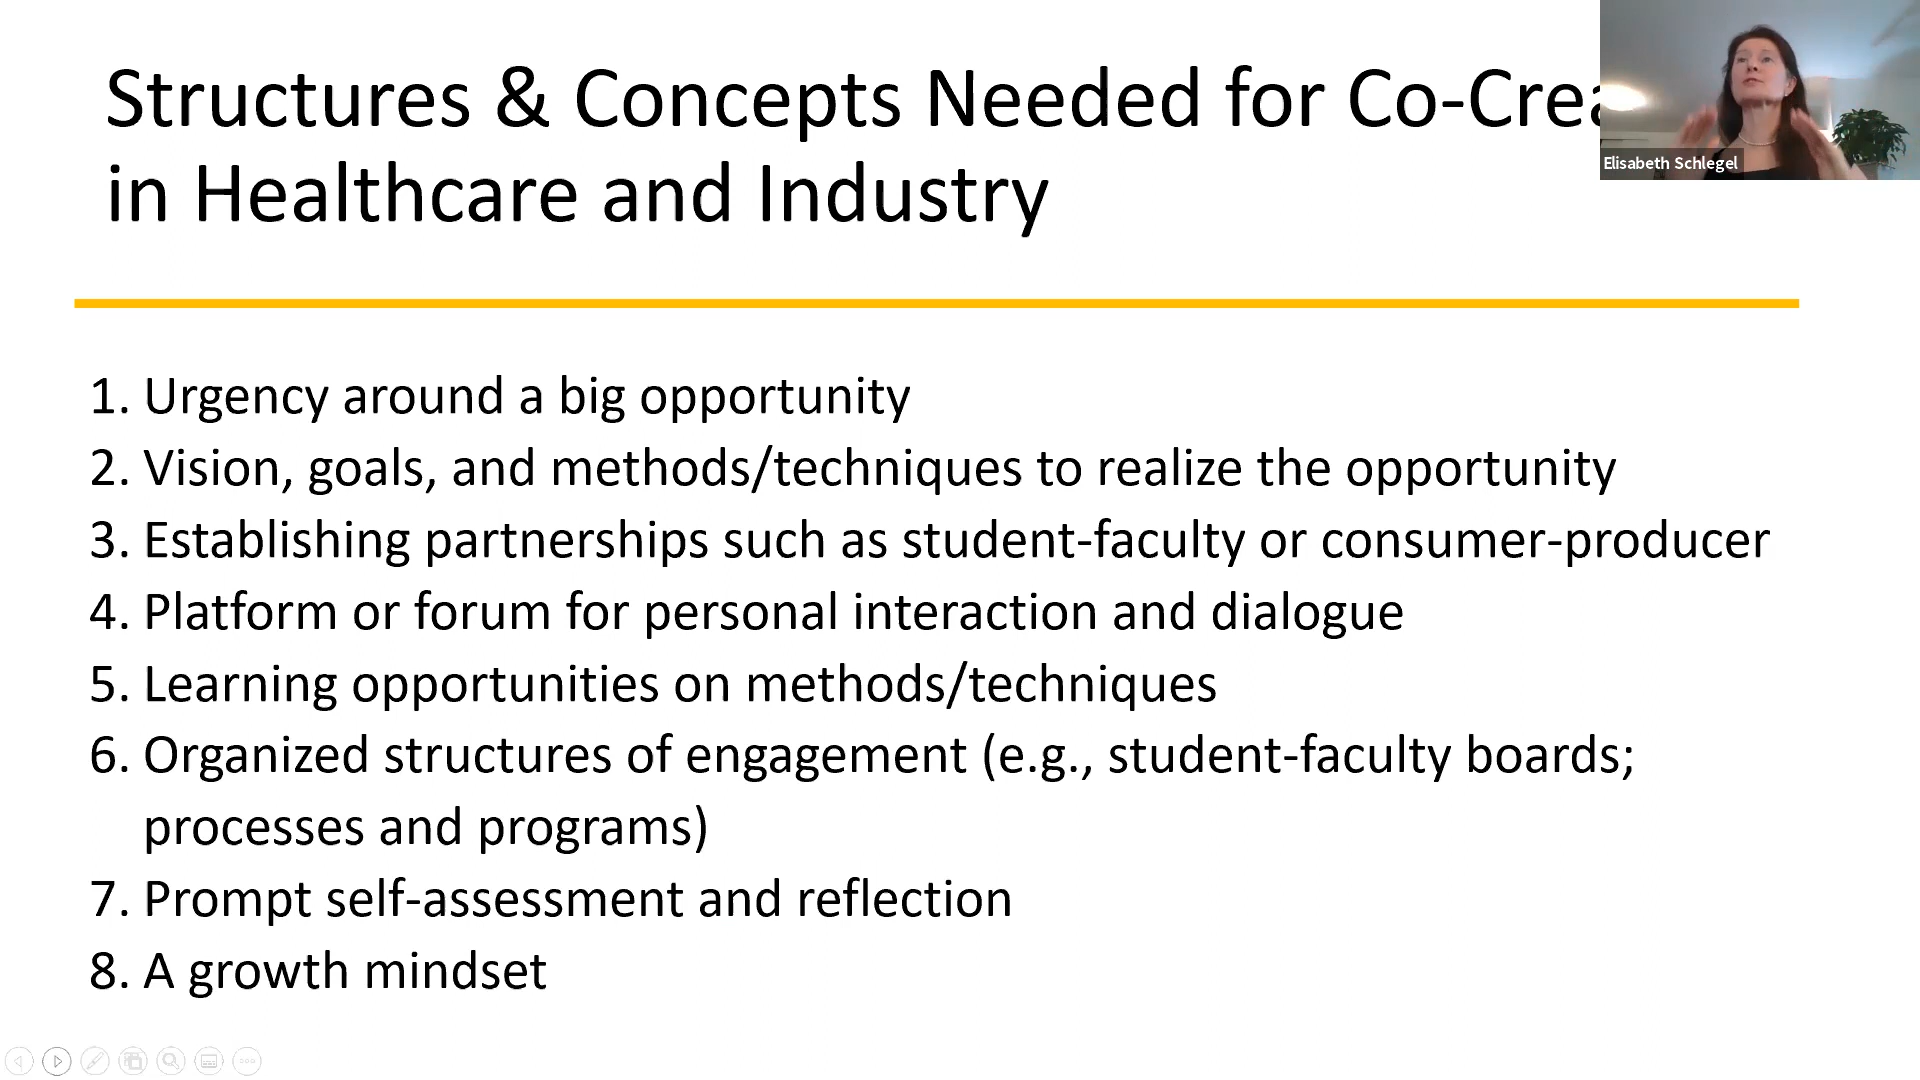 Structures & Concepts Needed for Co-Crea
in Healthcare and Industry
Elisabeth Schlegel
1. Urgency around a big opportunity
2. Vision, goals, and methods/techniques to realize the opportunity
3. Establishing partnerships such as student-faculty or consumer-producer
4. Platform or forum for personal interaction and dialogue
5. Learning opportunities on methods/techniques
6. Organized structures of engagement (e.g., student-faculty boards;
processes and programs)
7. Prompt self-assessment and reflection
8. A growth mindset